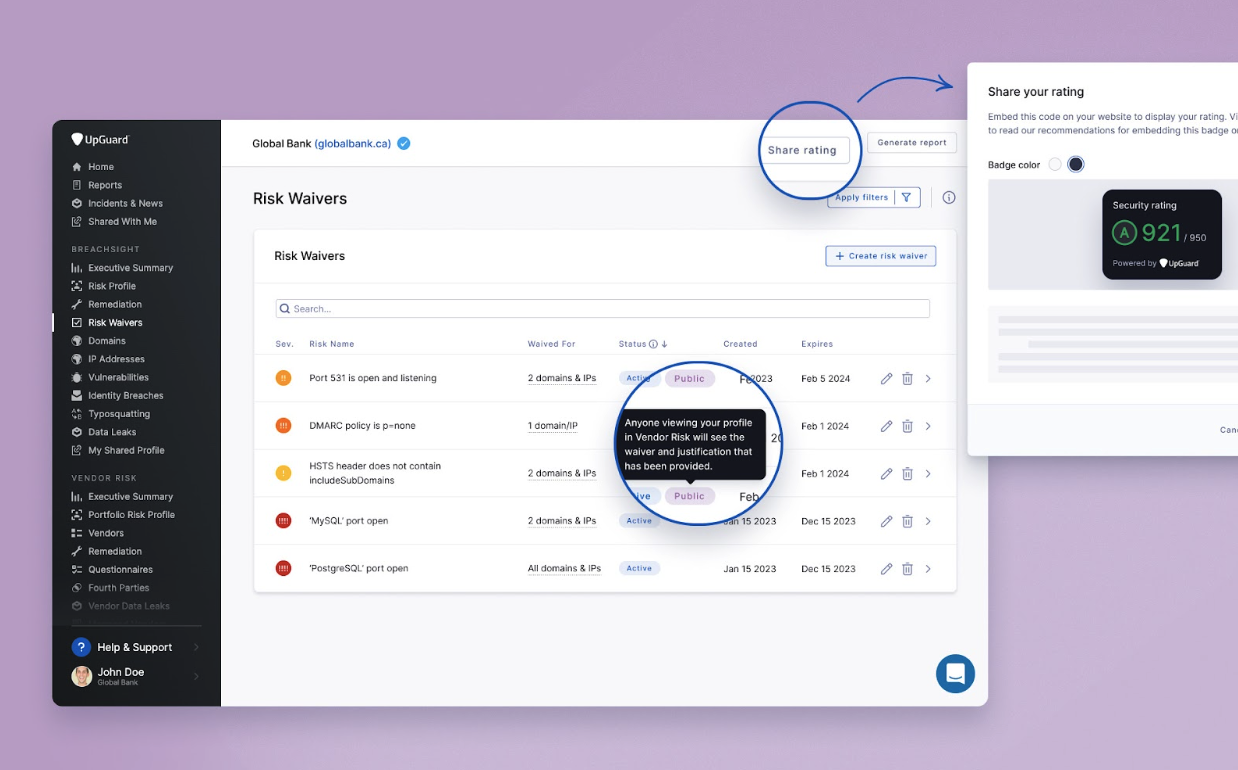 UpGuard
Home
Reports
Incidents & News
Shared With Me
BREACHSIGHT
Executive Summary
Risk Profile
Remediation
Risk Waivers
Domains
IP Addresses
Vulnerabilities
Identity Breaches
Typosquatting
Data Leaks
My Shared Profile
VENDOR RISK
Executive Summary
Portfolio Risk Profile
Vendors
Remediation
Questionnaires
Fourth Parties
Vendor Data Leaks
? Help & Support
John Doe
Global Bank
Global Bank (globalbank.ca)
Share rating
Generate report
Risk Waivers
Apply filters
Risk Waivers
+ Create risk waiver
Search...
Sev. Risk Name Waived For Status Created Expires
!! Port 531 is open and listening 2 domains & IPs Active Public 2023 Feb 5 2024
!!! DMARC policy is p=none 1 domain/IP 20 Feb 1 2024
Anyone viewing your profile
in Vendor Risk will see the
waiver and justification that
has been provided.
! HSTS header does not contain
includeSubDomains 2 domains & IPs Public Feb Feb 1 2024
!!!! 'MySQL' port open 2 domains & IPs Active Jan 15 2023 Dec 15 2023
!!!! 'PostgreSQL' port open All domains & IPs Active Jan 15 2023 Dec 15 2023
Share your rating
Embed this code on your website to display your rating. Vi
to read our recommendations for embedding this badge o
Badge color
Security rating
A 921 / 950
Powered by UpGuard
Canc